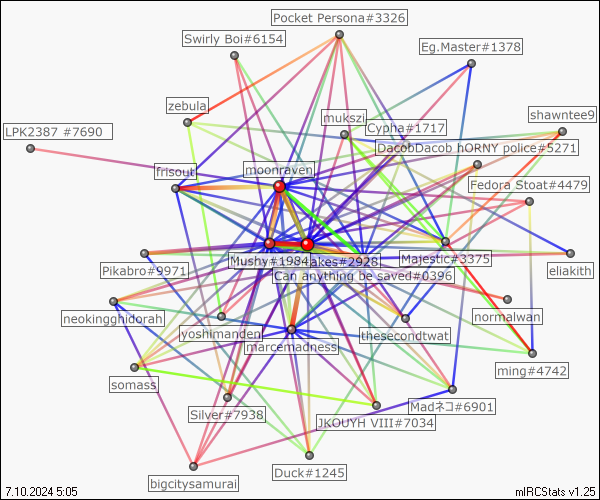 Pocket Persona#3326
Swirly Boi#6154
Eg.Master#1378
zebula
mukszi
shawntee9
LPK2387 #7690
Cypha#1717
DacobDacob hORNY police#5271
frisout
moonraven
Fedora Stoat#4479
Mushy#1984
akes#2928
Majestic#3375
eliakith
Pikabro#9971
Can anything be saved#0396
neokingghidorah
yoshimanden
thesecondtwat
normalwan
marcemadness
ming#4742
somass
Silver#7938
JKOUYH VIII#7034
Madネコ#6901
Duck#1245
bigcitysamurai
7.10.2024 5:05
mIRCStats v1.25